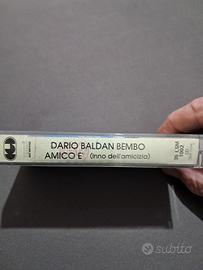 DARIO BALDAN BEMBO
AMICO E' (Inno dell'amicizia)
subito